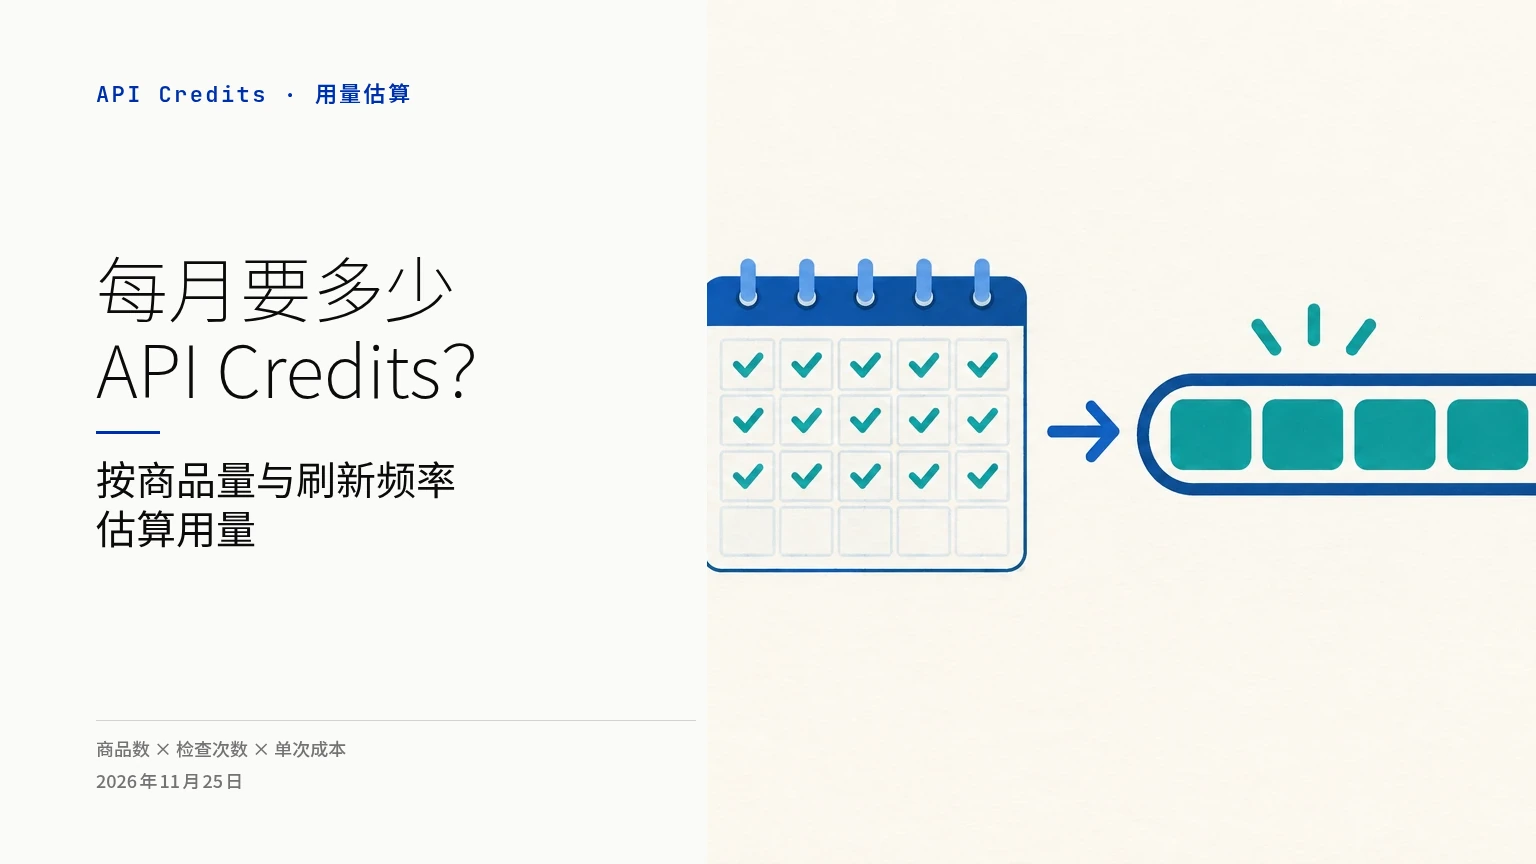 API Credits · 用量估算
每月要多少
API Credits?
按商品量与刷新频率
估算用量
商品数 × 检查次数 × 单次成本
2026年11月25日